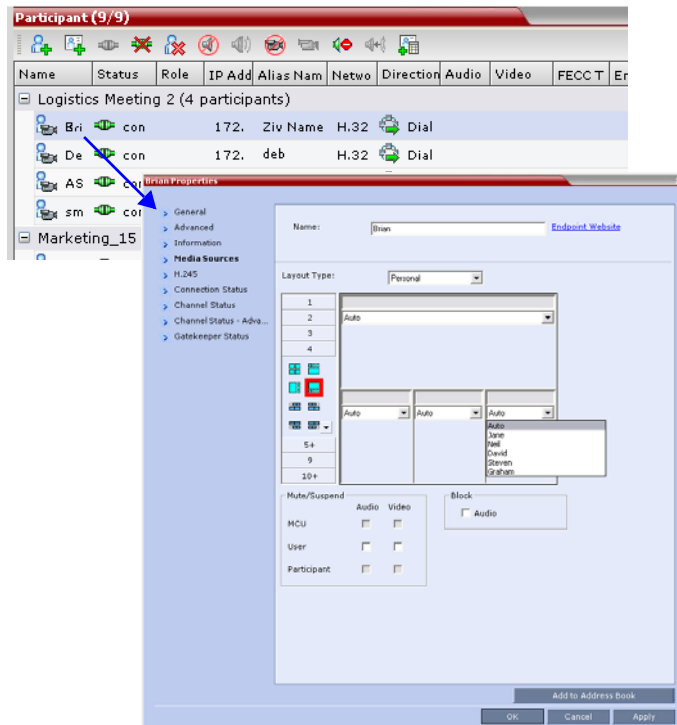 Participant (9/9)
Name Status Role IP Add Alias Nam Netwo Direction Audio Video FECC T Er
Logistics Meeting 2 (4 participants)
Bri con 172. Ziv Name H.32 Dial
De con 172. deb H.32 Dial
AS con
sm con
Marketing_15
Brian Properties
General
Advanced
Information
Media Sources
H.245
Connection Status
Channel Status
Channel Status - Adva...
Gatekeeper Status
Name: Brian Endpoint Website
Layout Type: Personal
1
2
3
4
5+
9
10+
Auto
Auto Auto Auto
Auto
Jane
Neil
David
Steven
Graham
Mute/Suspend
Audio Video
MCU
User
Participant
Block
Audio
Add to Address Book
OK Cancel Apply